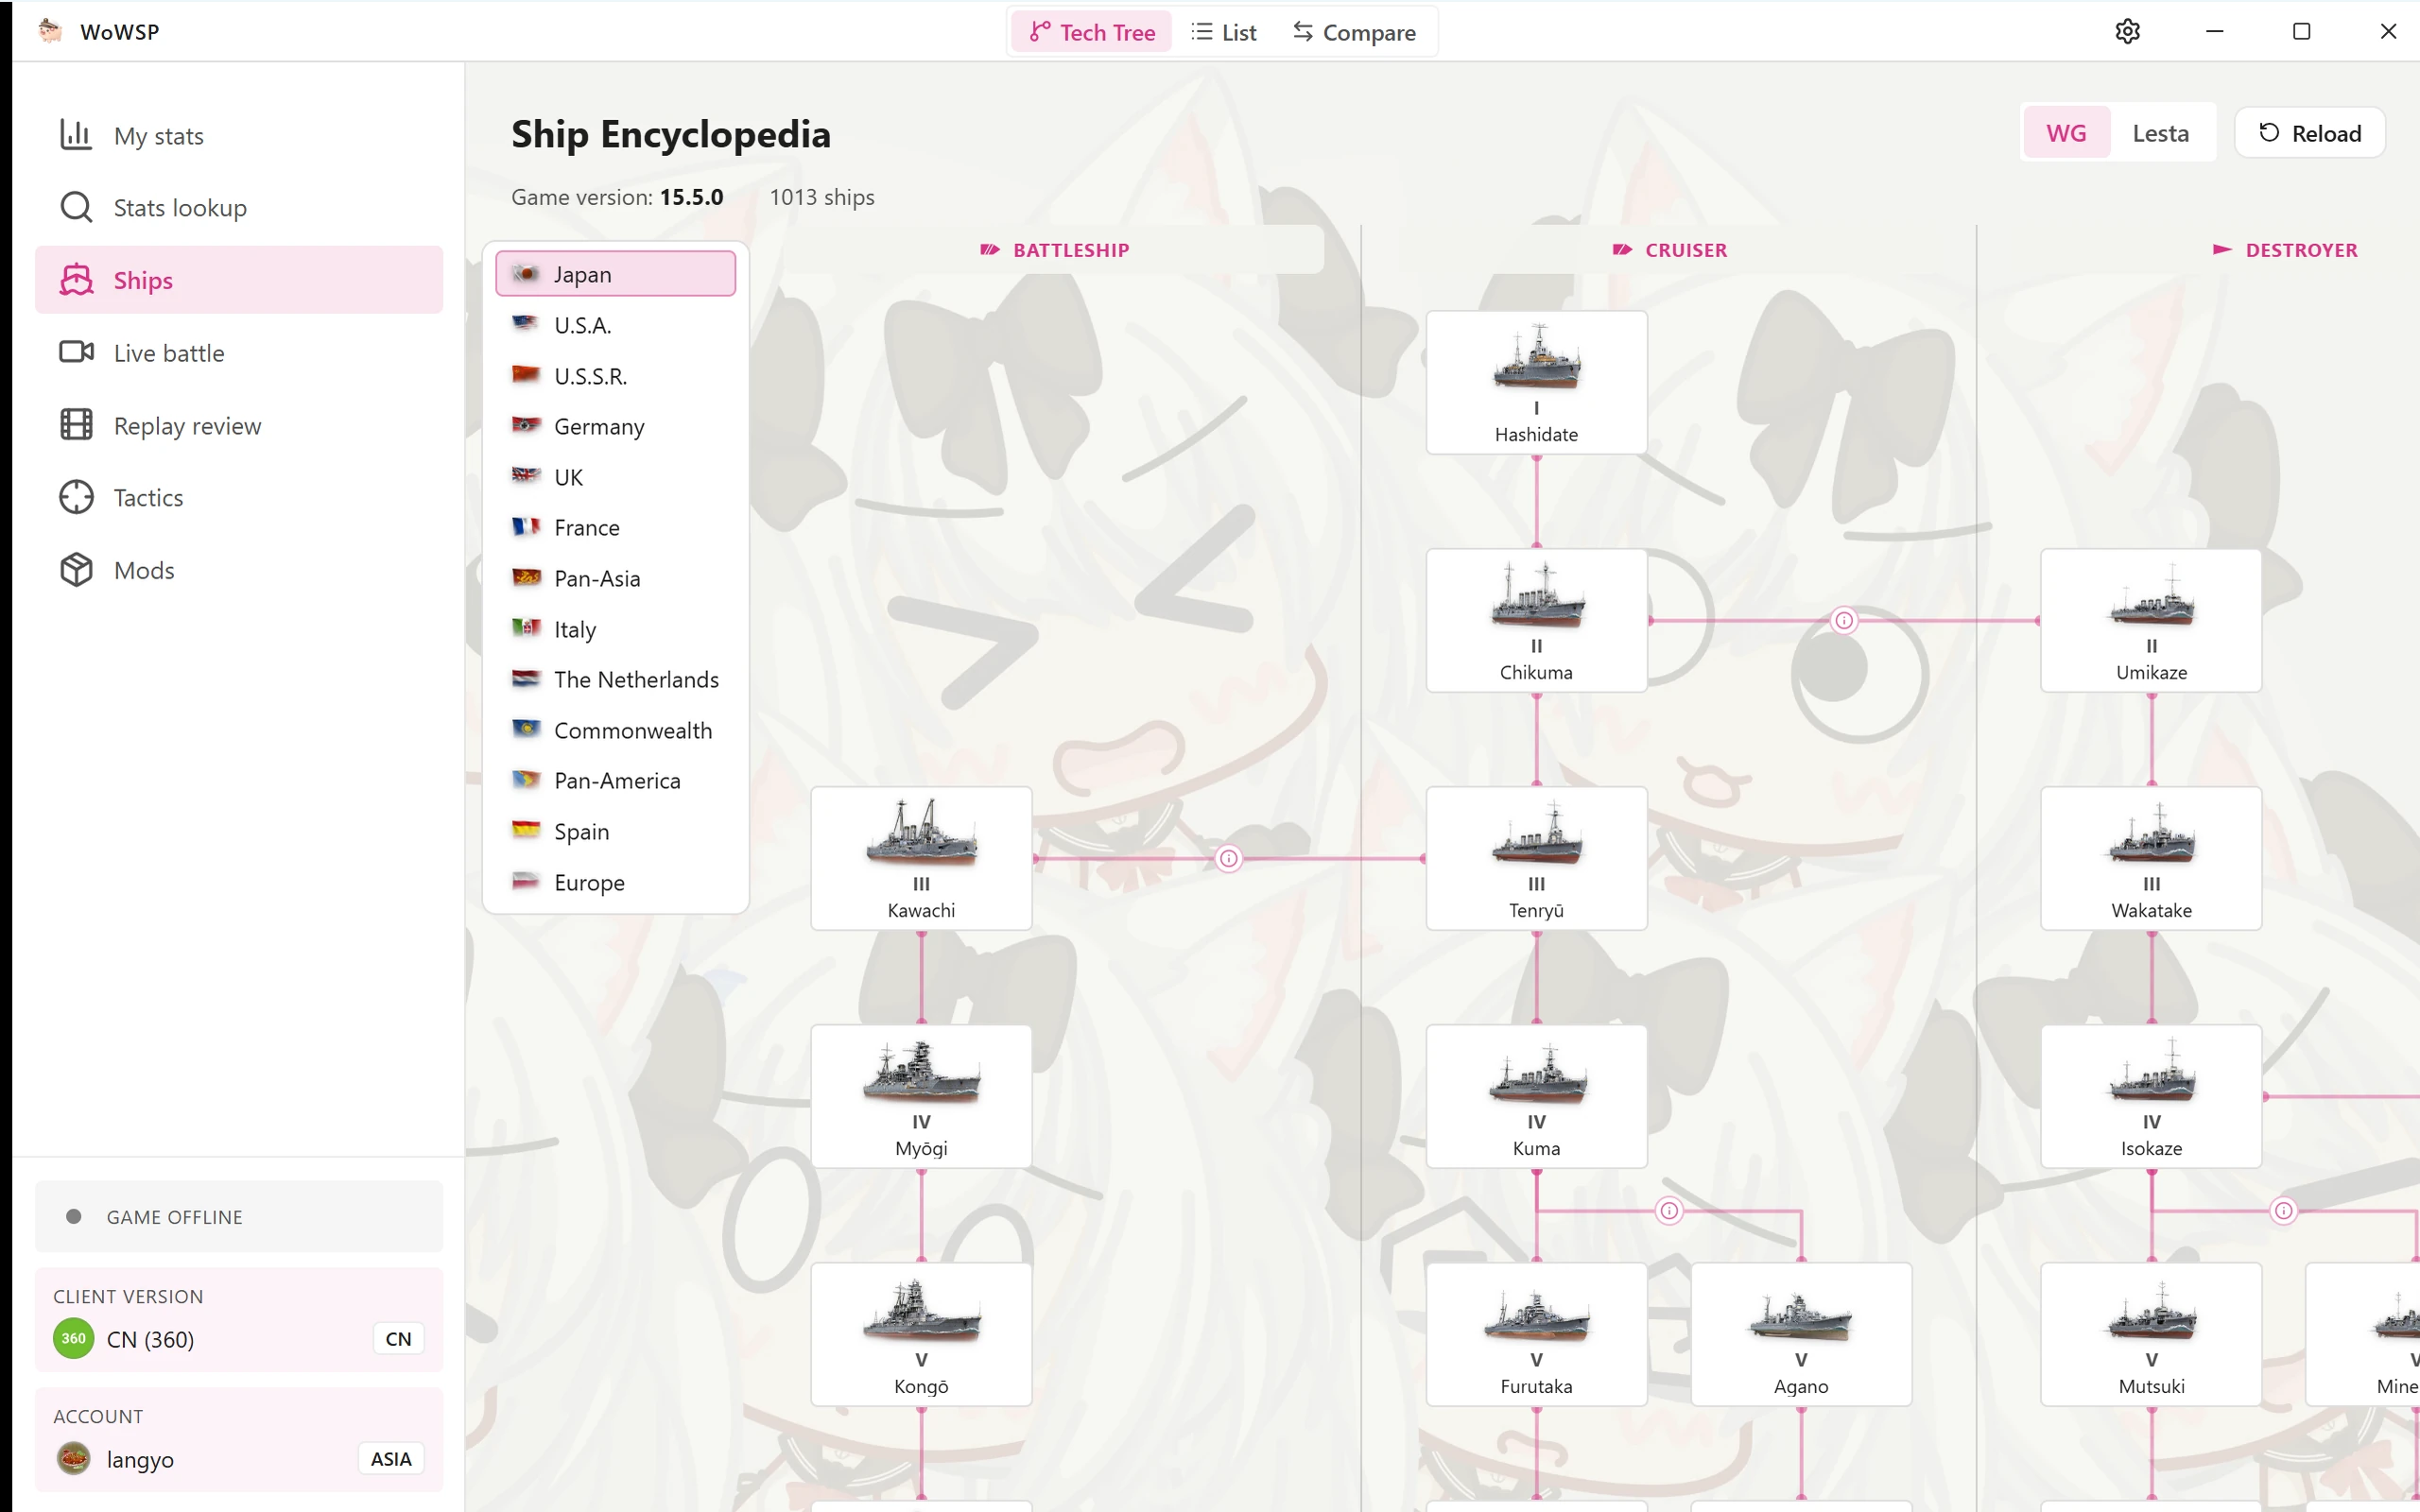 WoWSP
Tech Tree
List
Compare
My stats
Stats lookup
Ships
Live battle
Replay review
Tactics
Mods
GAME OFFLINE
CLIENT VERSION
360
CN (360)
CN
ACCOUNT
langyo
ASIA
Ship Encyclopedia
WG
Lesta
Reload
Game version: 15.5.0
1013 ships
Japan
U.S.A.
U.S.S.R.
Germany
UK
France
Pan-Asia
Italy
The Netherlands
Commonwealth
Pan-America
Spain
Europe
BATTLESHIP
CRUISER
DESTROYER
I
Hashidate
II
Chikuma
II
Umikaze
III
Kawachi
III
Tenryū
III
Wakatake
IV
Myōgi
IV
Kuma
IV
Isokaze
V
Kongō
V
Furutaka
V
Agano
V
Mutsuki
V
Mine